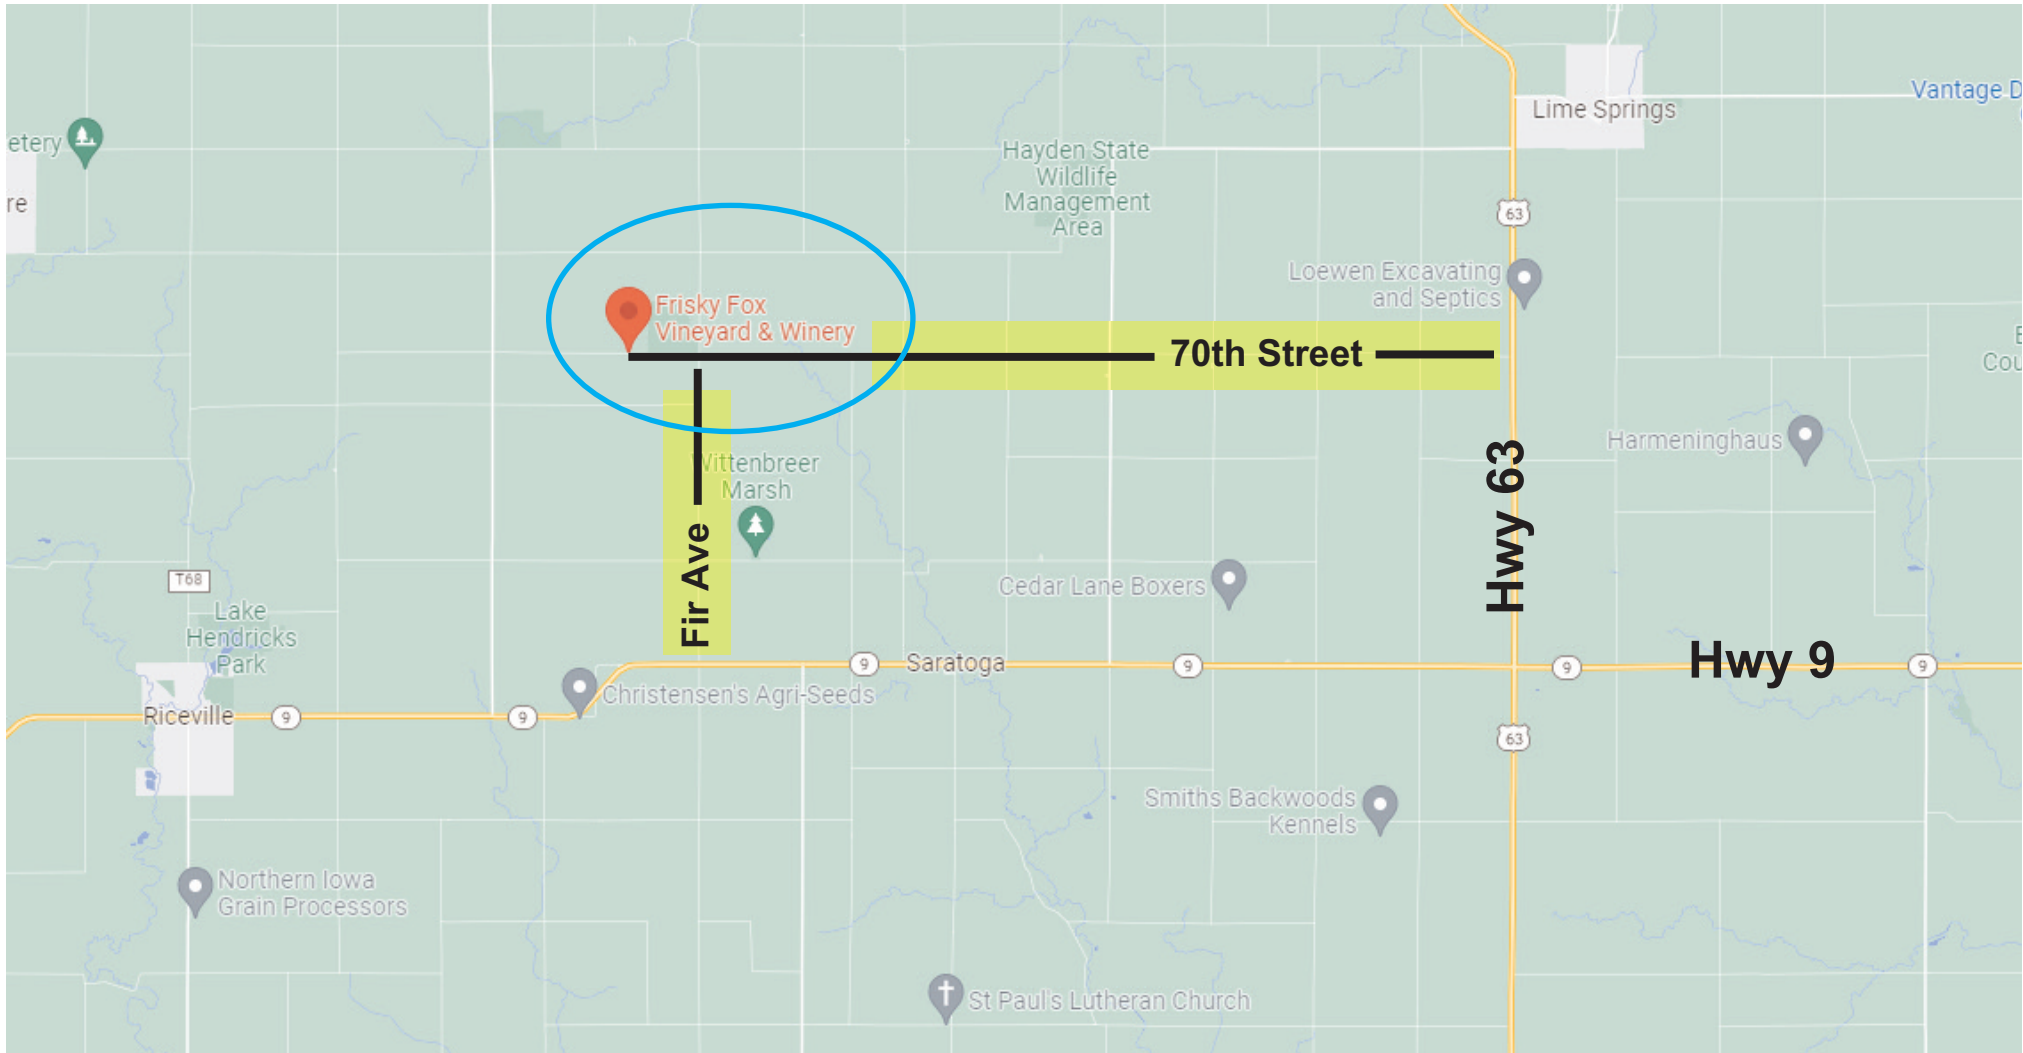 Vantage D
Lime Springs
etery
Hayden State
Wildlife
Management
Area
re
63
Loewen Excavating
and Septics
Frisky Fox
Vineyard & Winery
70th Street
Cou
Harmeninghaus
Hwy 63
Wittenbreer
Marsh
Fir Ave
T68
Cedar Lane Boxers
Lake
Hendricks
Park
9
Saratoga
9
9
Hwy 9
9
Christensen's Agri-Seeds
Riceville
9
9
63
Smiths Backwoods
Kennels
Northern Iowa
Grain Processors
St Paul's Lutheran Church